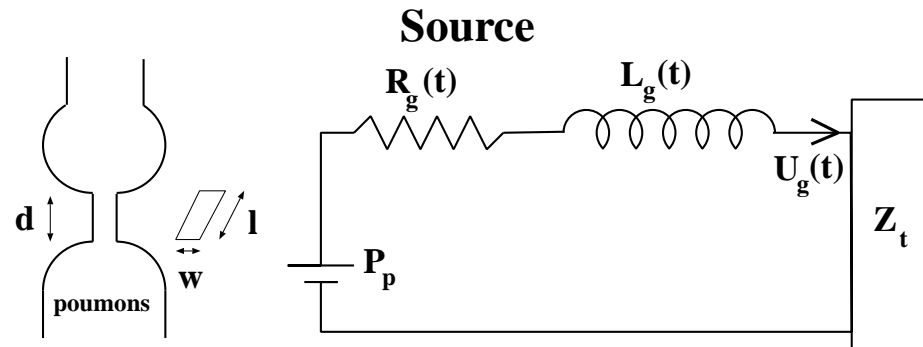 Source
R_g(t)
L_g(t)
U_g(t)
d
l
Z_t
w
P_p
poumons